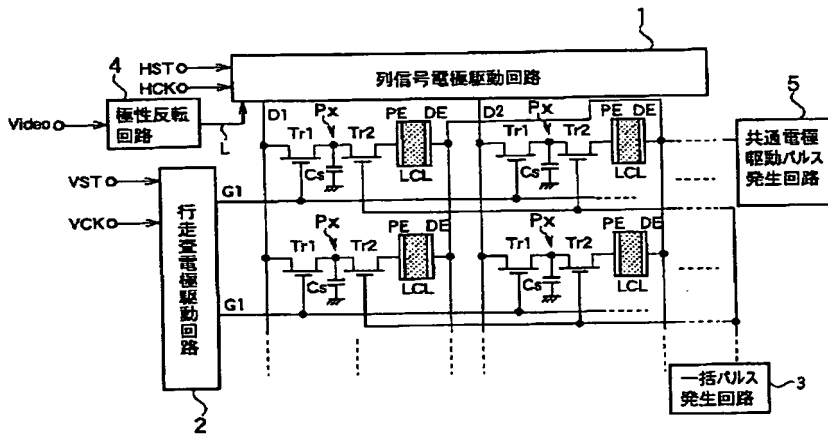 1
HST
HCK
列信号電極駆動回路
4
極性反転
回路
Video
L
D1
Px
PE DE
D2
Px
PE DE
5
共通電極
駆動パルス
発生回路
Tr1
Tr2
Cs
LCL
Tr1
Tr2
Cs
LCL
VST
VCK
G1
行走査電極駆動回路
Px
PE DE
Px
PE DE
Tr1
Tr2
Cs
LCL
Tr1
Tr2
Cs
LCL
G1
2
一括パルス
発生回路
3